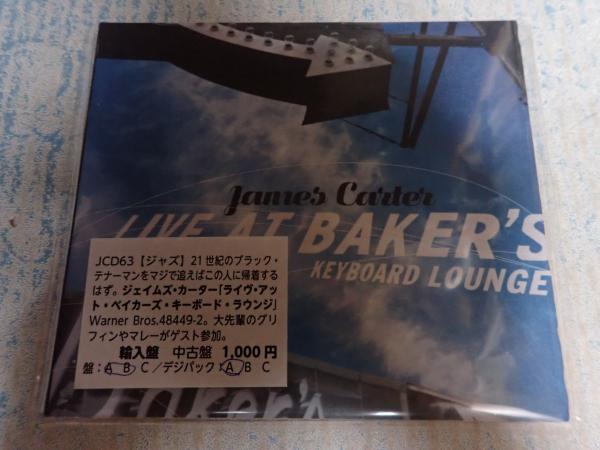 James Carter
LIVE AT BAKER'S
KEYBOARD LOUNGE
JCD63【ジャズ】21世紀のブラック・
テナーマンをマジで追えばこの人に帰着する
はず。ジェイムズ・カーター「ライヴ・アッ
ト・ベイカーズ・キーボード・ラウンジ」
Warner Bros.48449-2。大先輩のグリ
フィンやマレーがゲスト参加。
輸入盤 中古盤 1,000円
盤：A B C／デジパック：A B C
Baker's